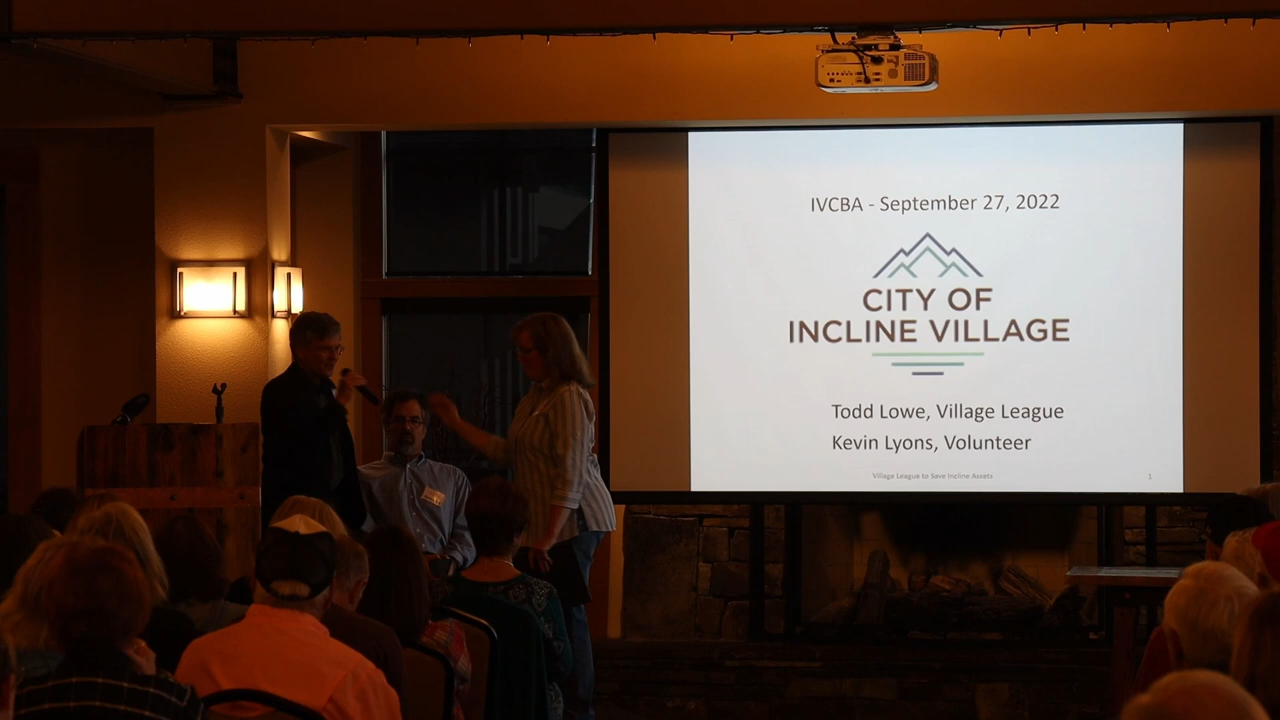 IVCBA - September 27, 2022
CITY OF
INCLINE VILLAGE
Todd Lowe, Village League
Kevin Lyons, Volunteer
Village League to Save Incline Assets
1